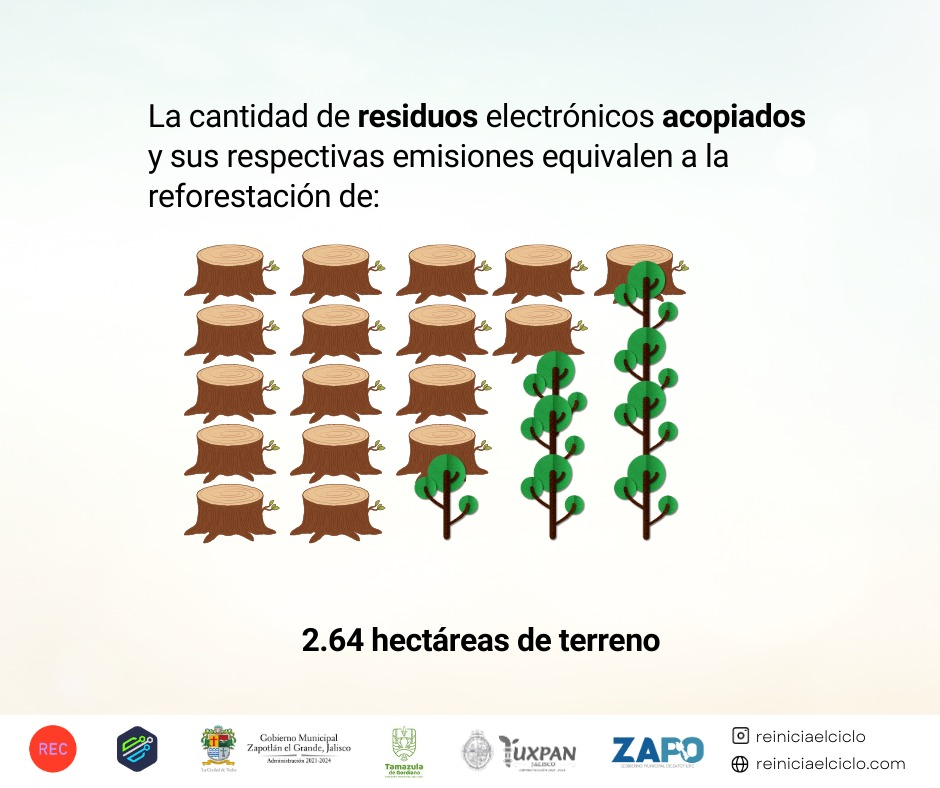 La cantidad de residuos electrónicos acopiados
y sus respectivas emisiones equivalen a la
reforestación de:
2.64 hectáreas de terreno
REC
Gobierno Municipal
Zapotlán el Grande, Jalisco
Administración 2021-2024
Tamazula
de Gordiano
TUXPAN
JALISCO
ZAPO
reiniciaelciclo
reiniciaelciclo.com